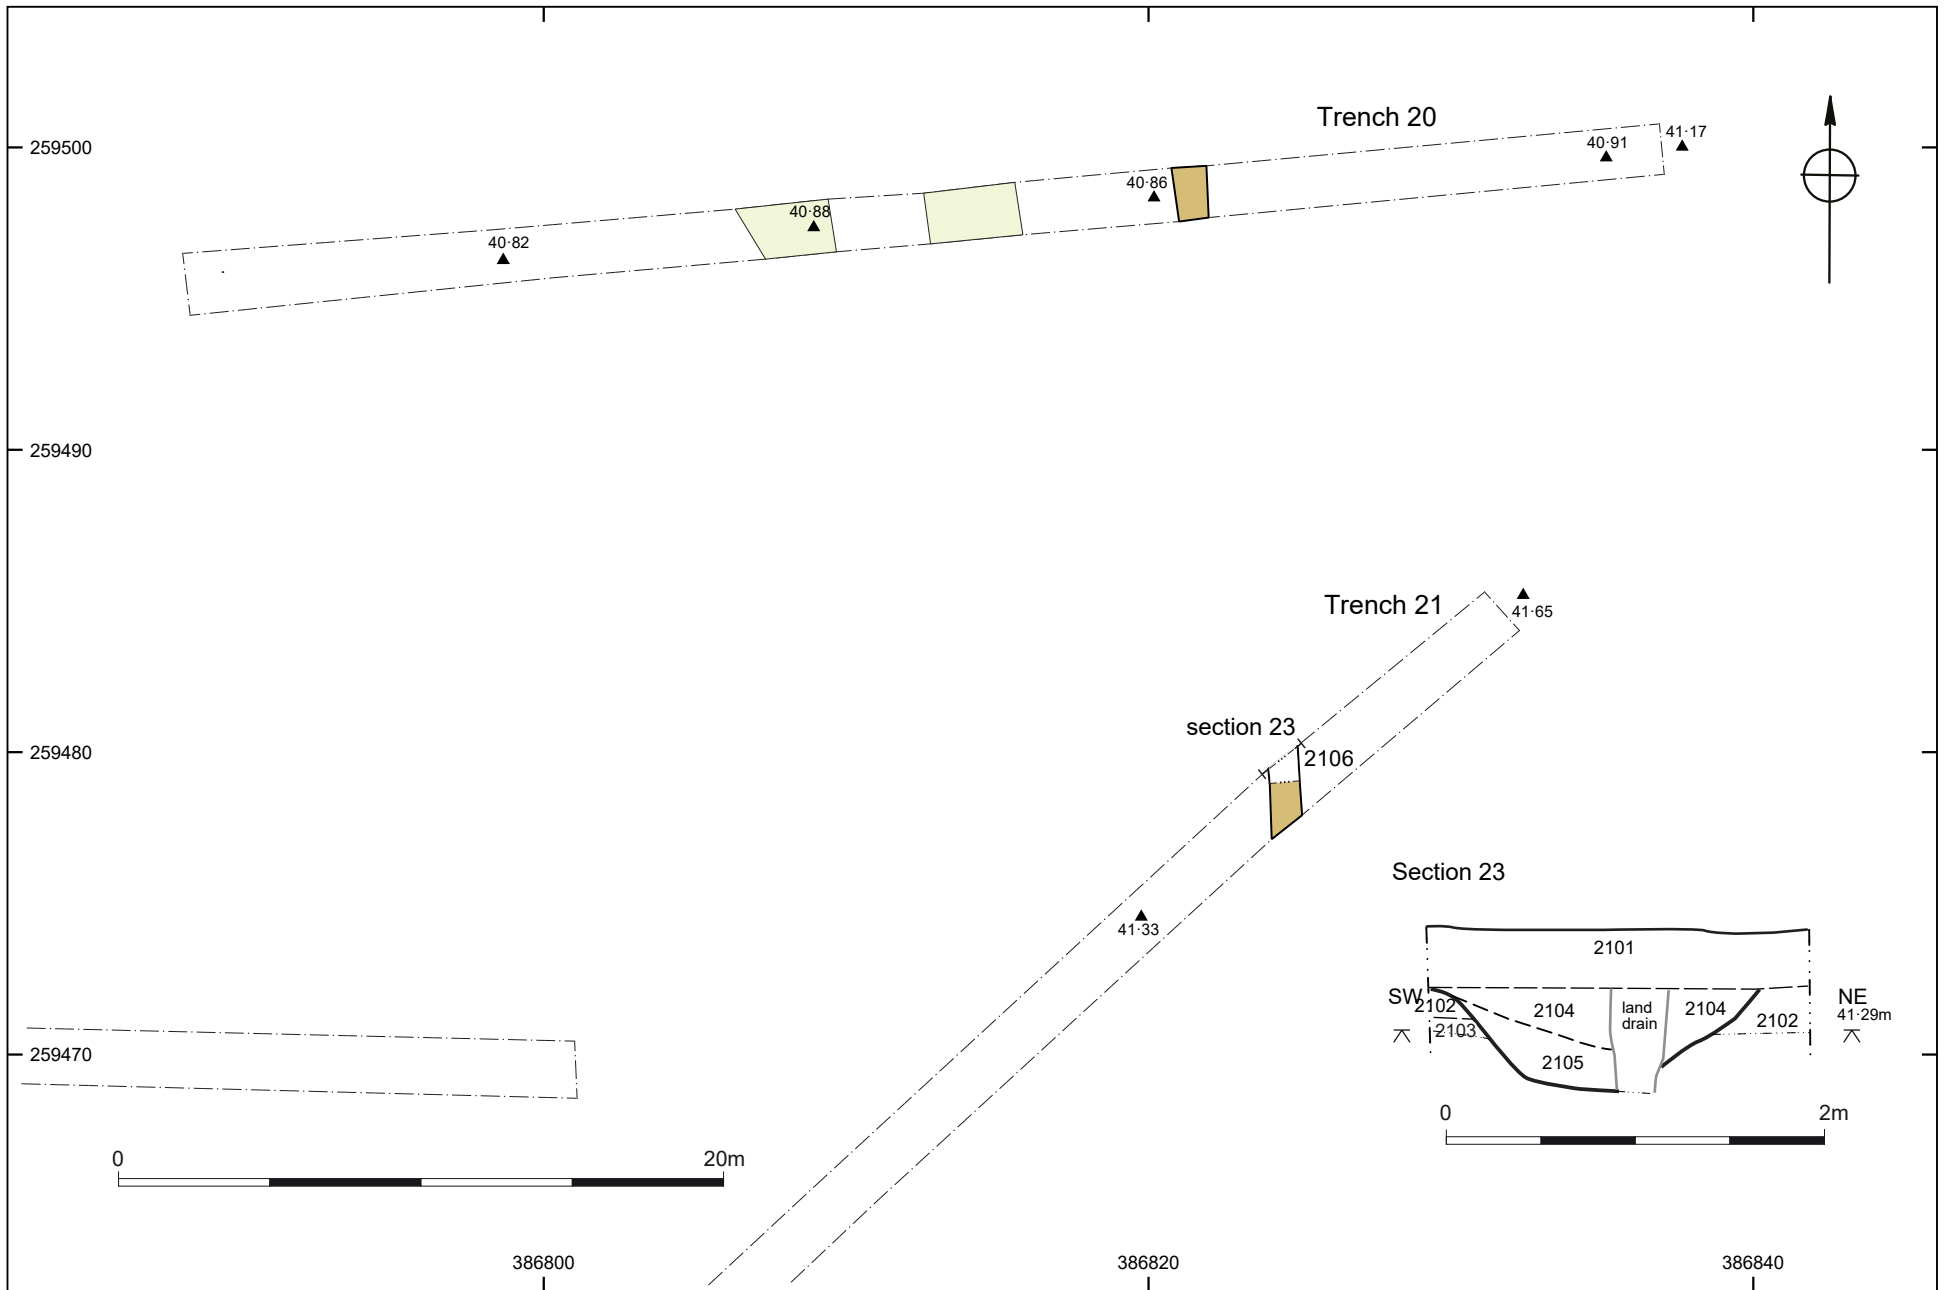 Trench 20
259500
40·91
41·17
40·86
40·88
40·82
259490
Trench 21
41·65
section 23
259480
2106
Section 23
41·33
2101
SW
2102
2104
land
drain
2104
2102
NE
41·29m
2103
259470
2105
0
2m
0
20m
386800
386820
386840